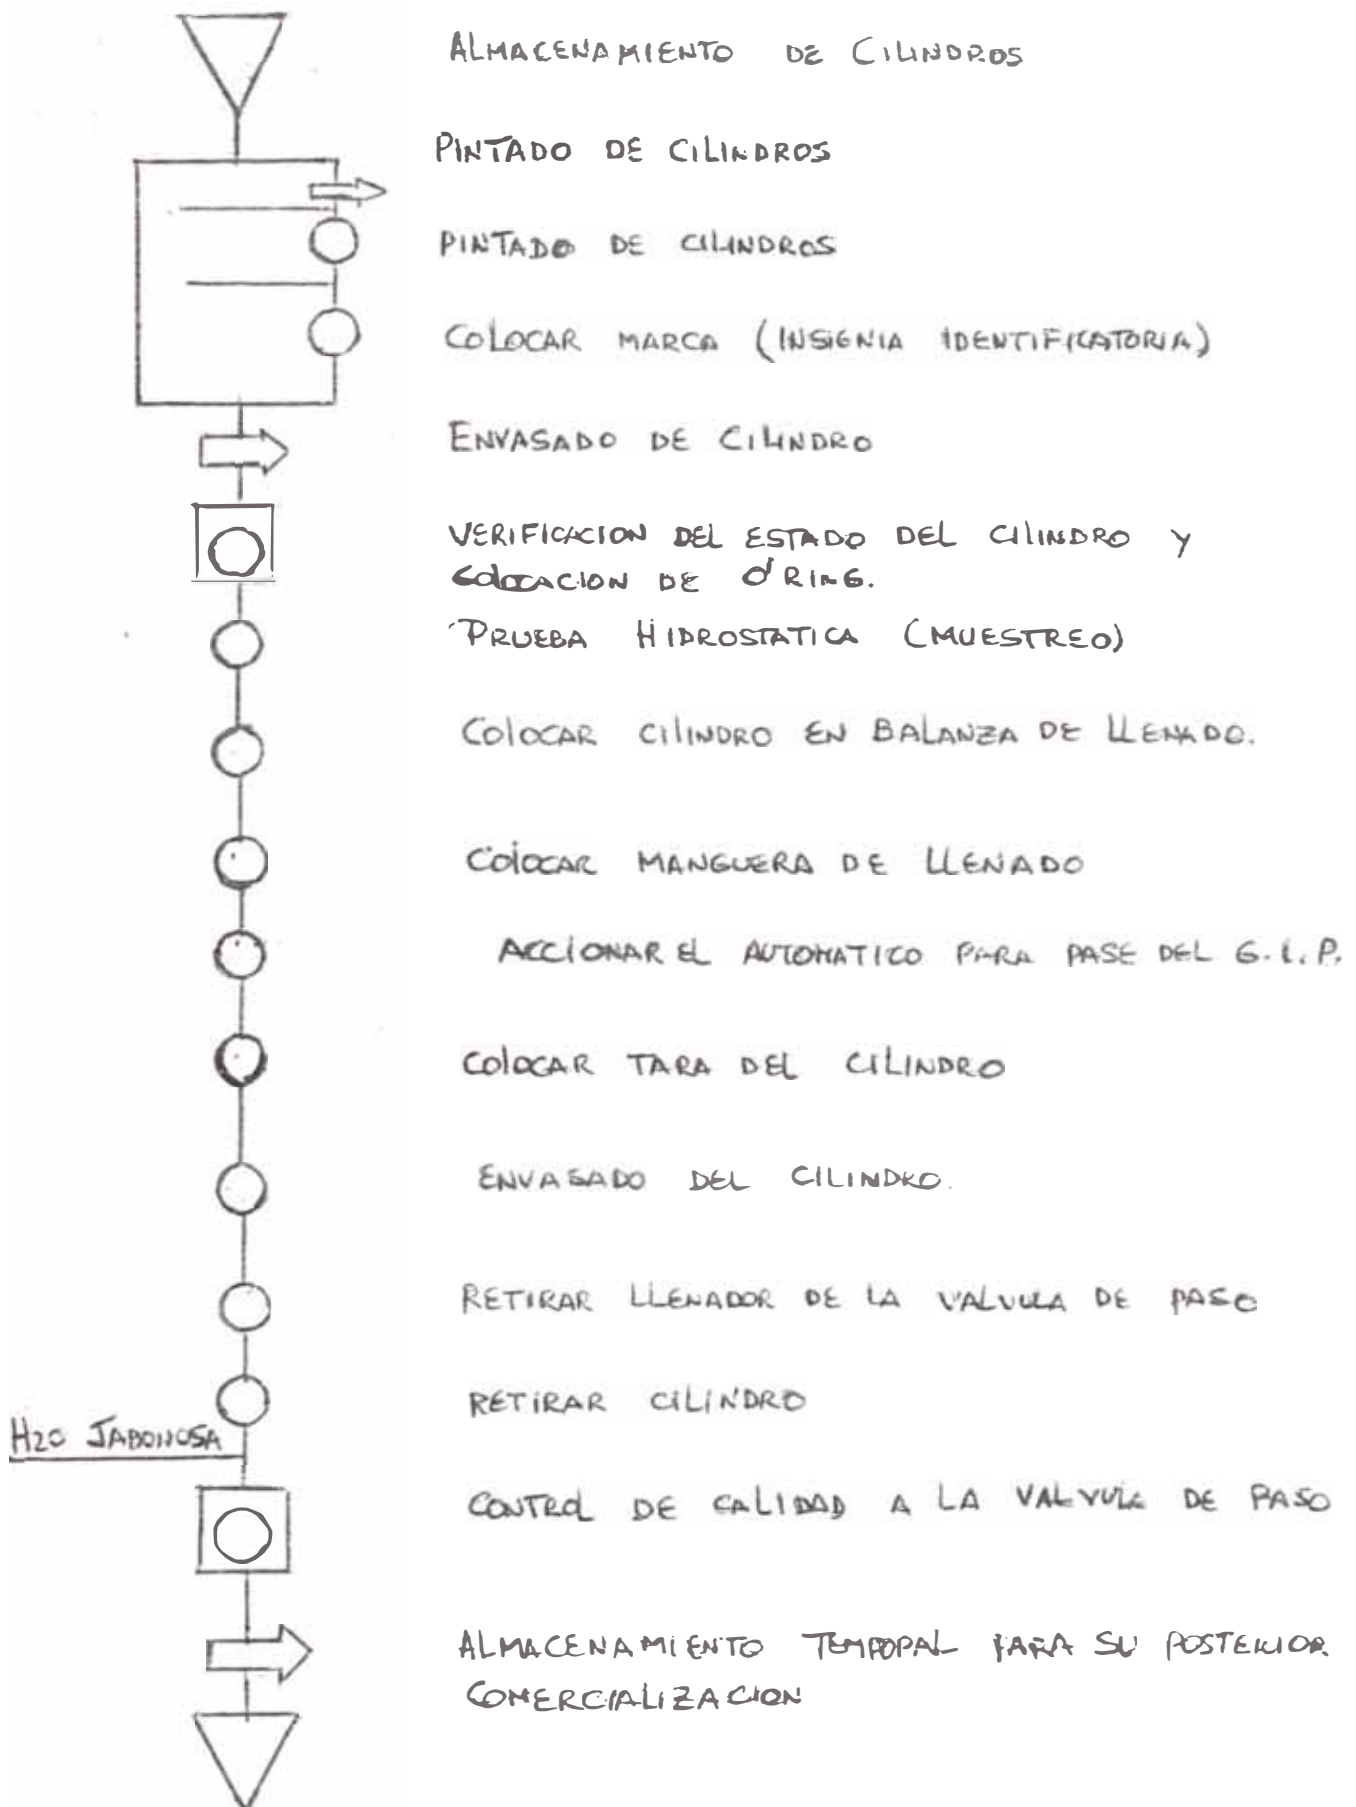 ALMACENAMIENTO DE CILINDROS
PINTADO DE CILINDROS
PINTADO DE CILINDROS
COLOCAR MARCA (INSIGNIA IDENTIFICATORIA)
ENVASADO DE CILINDRO
VERIFICACION DEL ESTADO DEL CILINDRO Y
COLOCACION DE O'RING.
PRUEBA HIDROSTATICA (MUESTREO)
COLOCAR CILINDRO EN BALANZA DE LLENADO.
COLOCAR MANGUERA DE LLENADO
ACCIONAR EL AUTOMATICO PARA PASE DEL G.L.P.
COLOCAR TARA DEL CILINDRO
ENVASADO DEL CILINDRO.
RETIRAR LLENADOR DE LA VALVULA DE PASO
RETIRAR CILINDRO
H2O JABONOSA
CONTROL DE CALIDAD A LA VALVULA DE PASO
ALMACENAMIENTO TEMPOPAL PARA SU POSTERIOR
COMERCIALIZACION